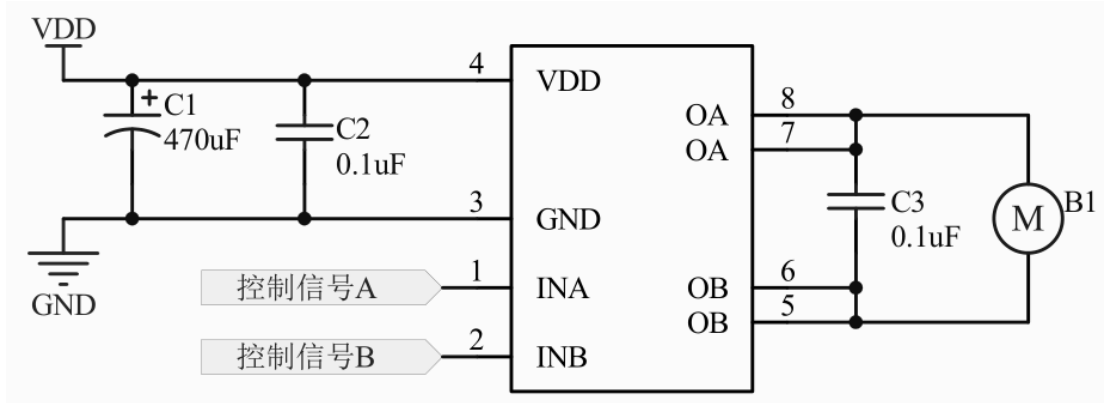 VDD
4
VDD
+
C1
470uF
C2
0.1uF
3
GND
GND
控制信号A
1
INA
控制信号B
2
INB
OA
8
OA
7
C3
0.1uF
M
B1
OB
6
OB
5